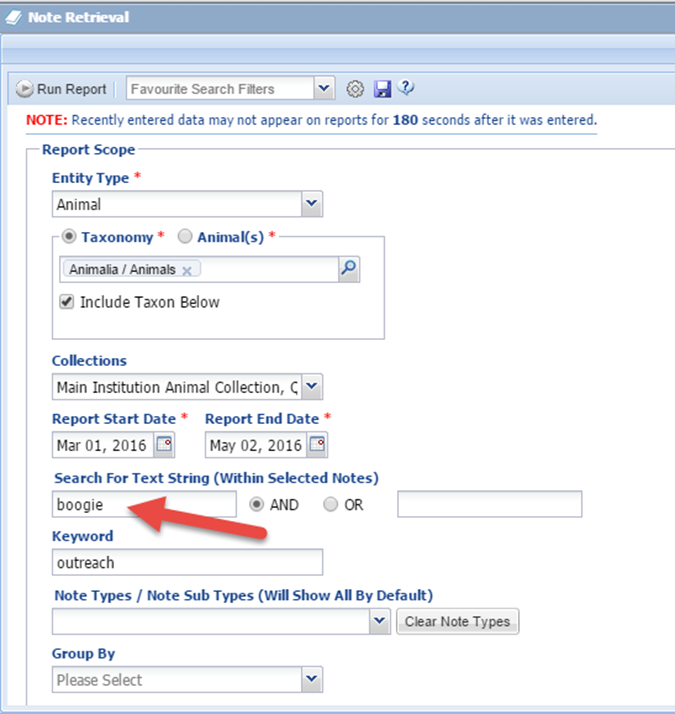 Note Retrieval
Run Report Favourite Search Filters
NOTE: Recently entered data may not appear on reports for 180 seconds after it was entered.
Report Scope
Entity Type *
Animal
Taxonomy * Animal(s) *
Animalia / Animals x
Include Taxon Below
Collections
Main Institution Animal Collection, Q
Report Start Date * Report End Date *
Mar 01, 2016 May 02, 2016
Search For Text String (Within Selected Notes)
boogie AND OR
Keyword
outreach
Note Types / Note Sub Types (Will Show All By Default)
Clear Note Types
Group By
Please Select